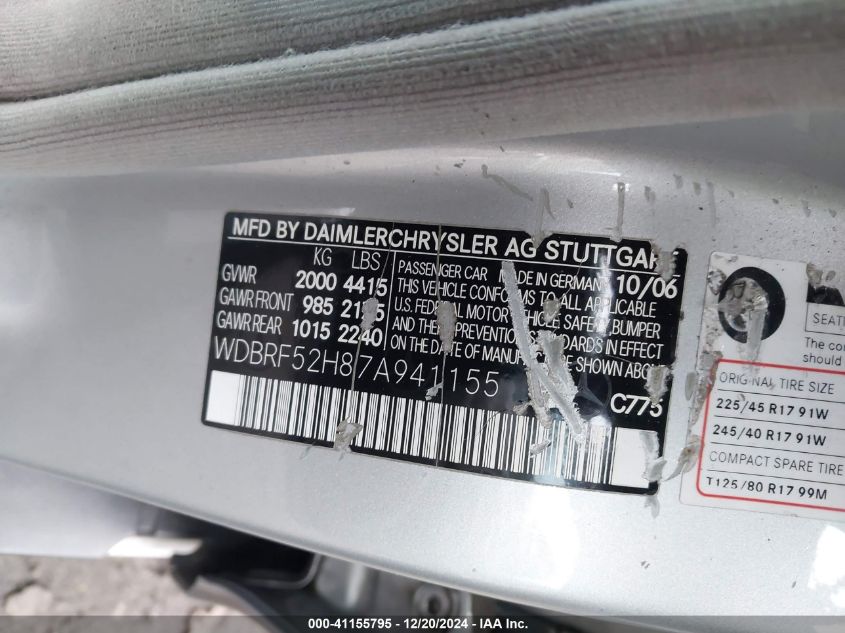 MFD BY DAIMLERCHRYSLER AG STUTTGART
KG LBS
GVWR 2000 4415
GAWR FRONT 985
GAWR REAR 1015 2240
PASSENGER CAR MADE IN GERMANY 10/06
THIS VEHICLE CONFORMS TO ALL APPLICABLE
U.S. FEDERAL MOTOR VEHICLE SAFETY, BUMPER
AND THEFT PREVENTION STANDARDS IN EFFECT
ON DATE OF MANUFACTURE SHOWN ABOVE
WDBRF52H87A941155
C775
SEATI
The co
should
ORIGINAL TIRE SIZE
225/45 R17 91W
245/40 R17 91W
COMPACT SPARE TIRE
T125/80 R17 99M
000-41155795 — 12/20/2024 — IAA Inc.